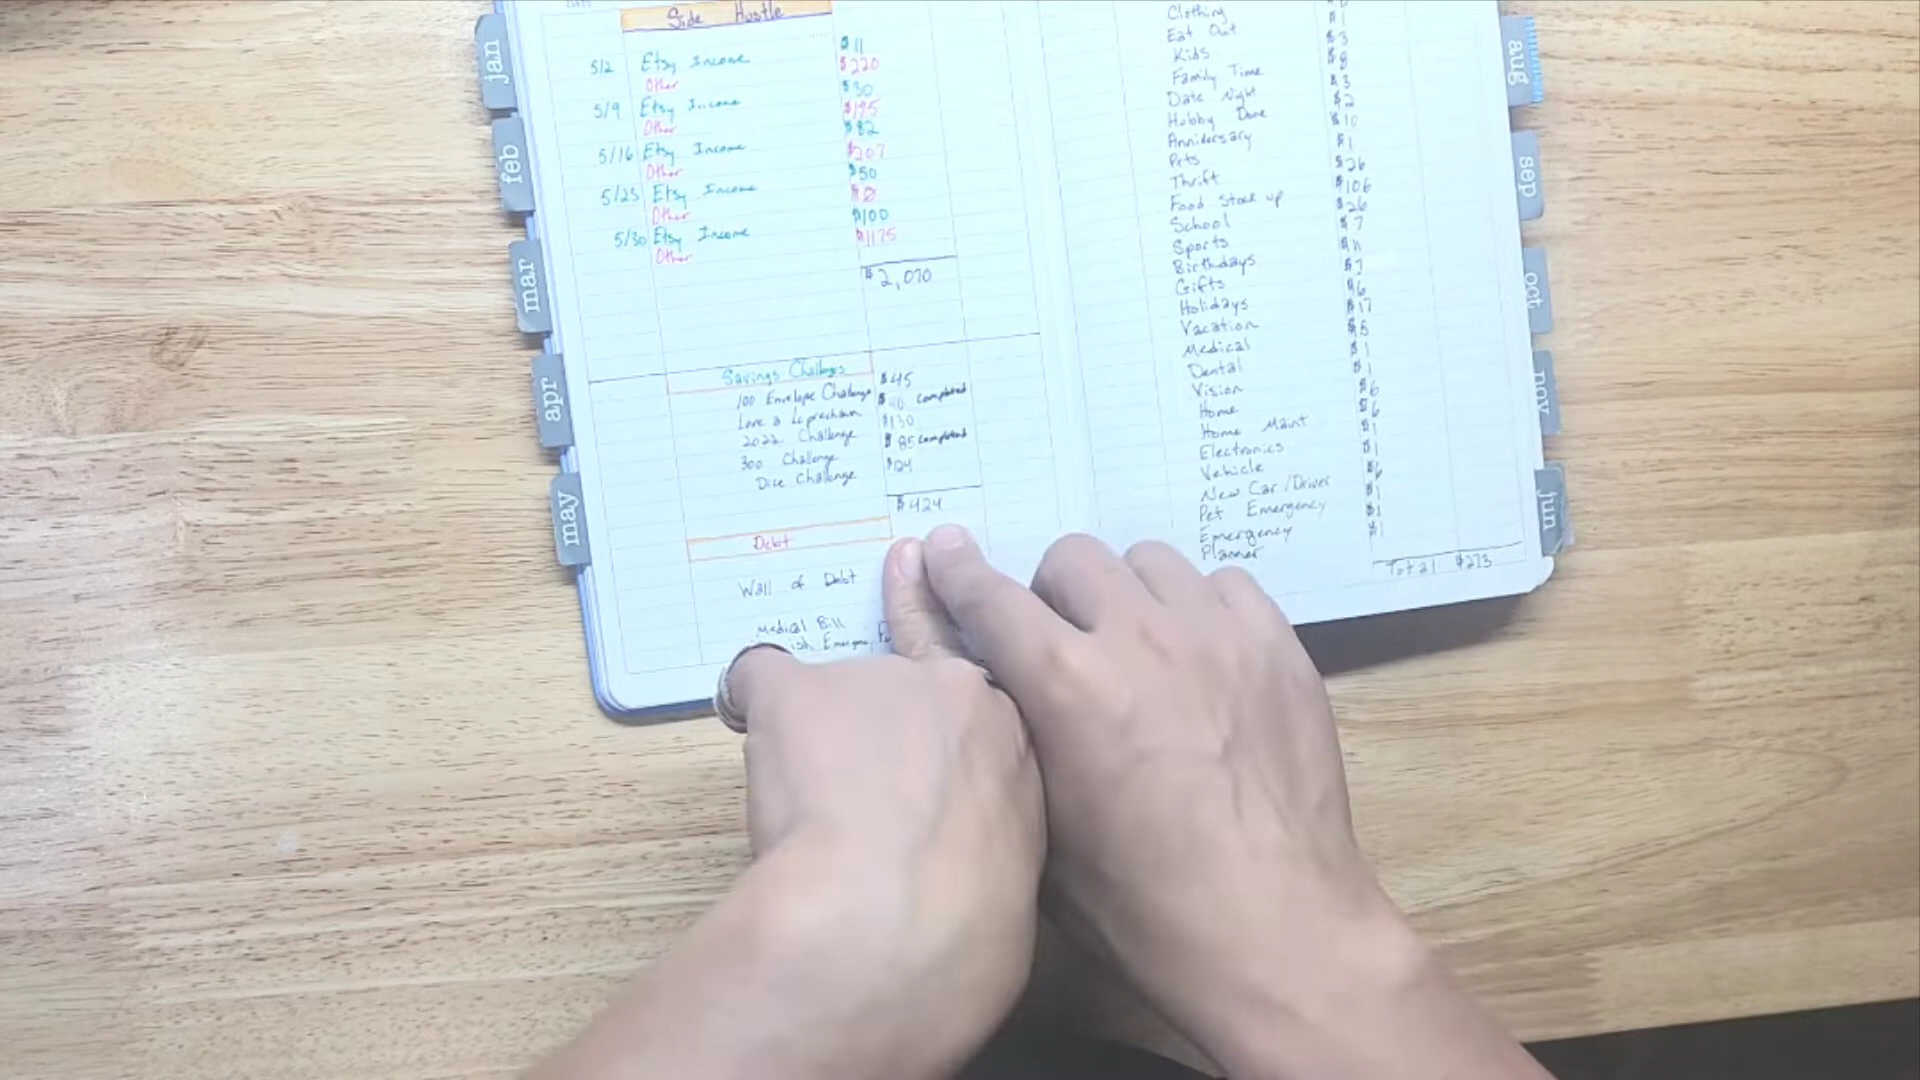 Side Hustle
5/2 Etsy Income $11
Other $220
5/9 Etsy Income $30
Other $195
5/16 Etsy Income $82
Other $207
5/23 Etsy Income $50
Other $0
5/30 Etsy Income $100
Other $1175
$2,070
Savings Challenges
100 Envelope Challenge $45
Love a Leprechaun $40 completed
2022 Challenge $130
300 Challenge $85 completed
Dice Challenge $124
$424
Debt
Wall of Debt
Medical Bill
Clothing
Eat Out $1
Kids $3
Family Time $8
Date Night $3
Hobby Dome $2
Anniversary $10
Pets $1
Thrift $26
Food Stock up $106
School $26
Sports $7
Birthdays $11
Gifts $7
Holidays $6
Vacation $17
Medical $5
Dental $1
Vision $1
Home $6
Home Maint $6
Electronics $1
Vehicle $1
New Car/Driver $6
Pet Emergency $1
Emergency $1
Planner $1
Total $273
jan
feb
mar
apr
may
aug
sep
oct
nov
jun